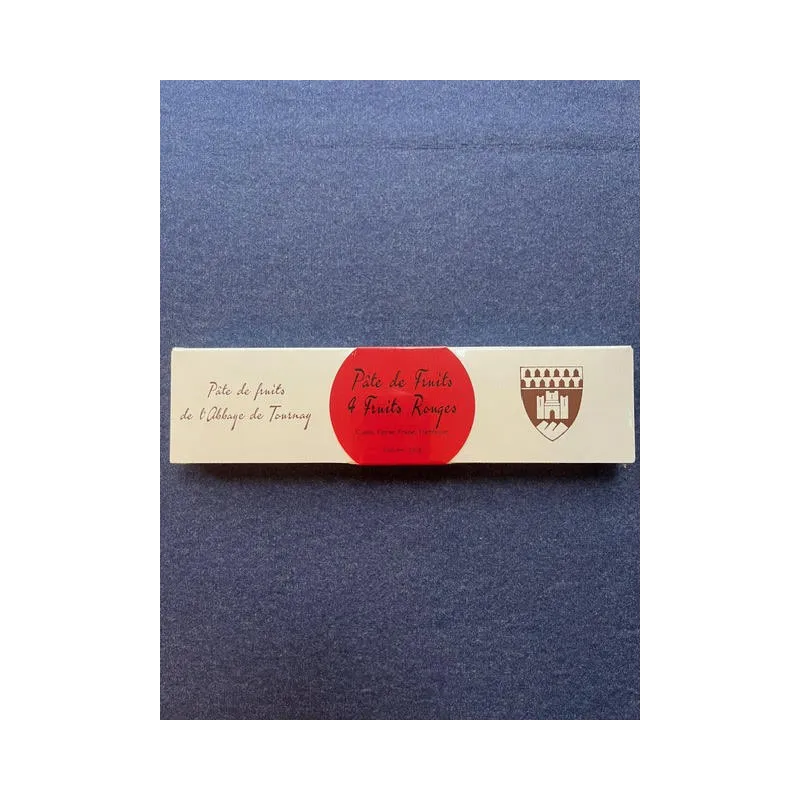 Pâte de fruits
de l'Abbaye de Tournay
Pâte de Fruits
4 Fruits Rouges